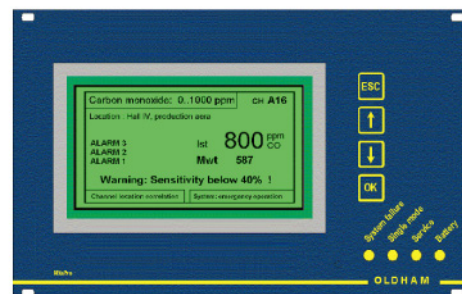 Carbon monoxide: 0..1000 ppm CH A16
Location : Hall IV, production aera
ALARM 3
ALARM 2
ALARM 1
Ist 800 ppm CO
Mwt 587
Warning: Sensitivity below 40% !
Channel location correlation
System: emergency operation
ESC
OK
System failure
Single mode
Service
Battery
OLDHAM